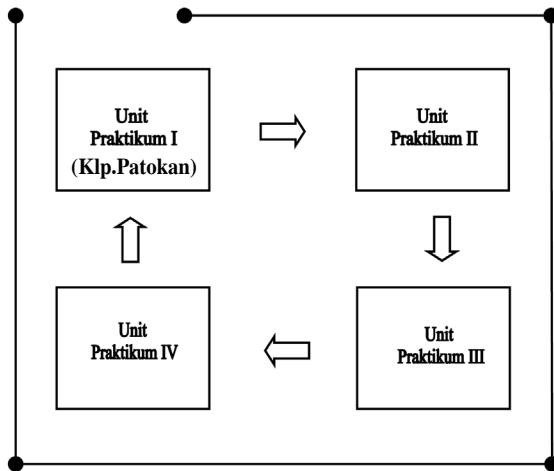 Unit
Praktikum I
(Klp.Patokan)
Unit
Praktikum II
Unit
Praktikum IV
Unit
Praktikum III